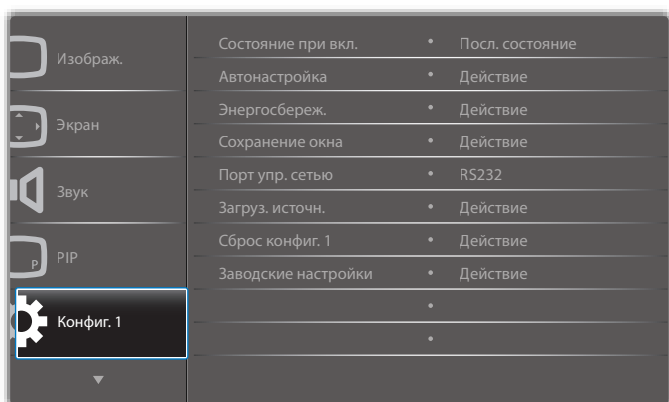 Изображ.
Экран
Звук
P
PIP
Конфиг. 1
Состояние при вкл. • Посл. состояние
Автонастройка • Действие
Энергосбереж. • Действие
Сохранение окна • Действие
Порт упр. сетью • RS232
Загруз. источн. • Действие
Сброс конфиг. 1 • Действие
Заводские настройки • Действие
•
•